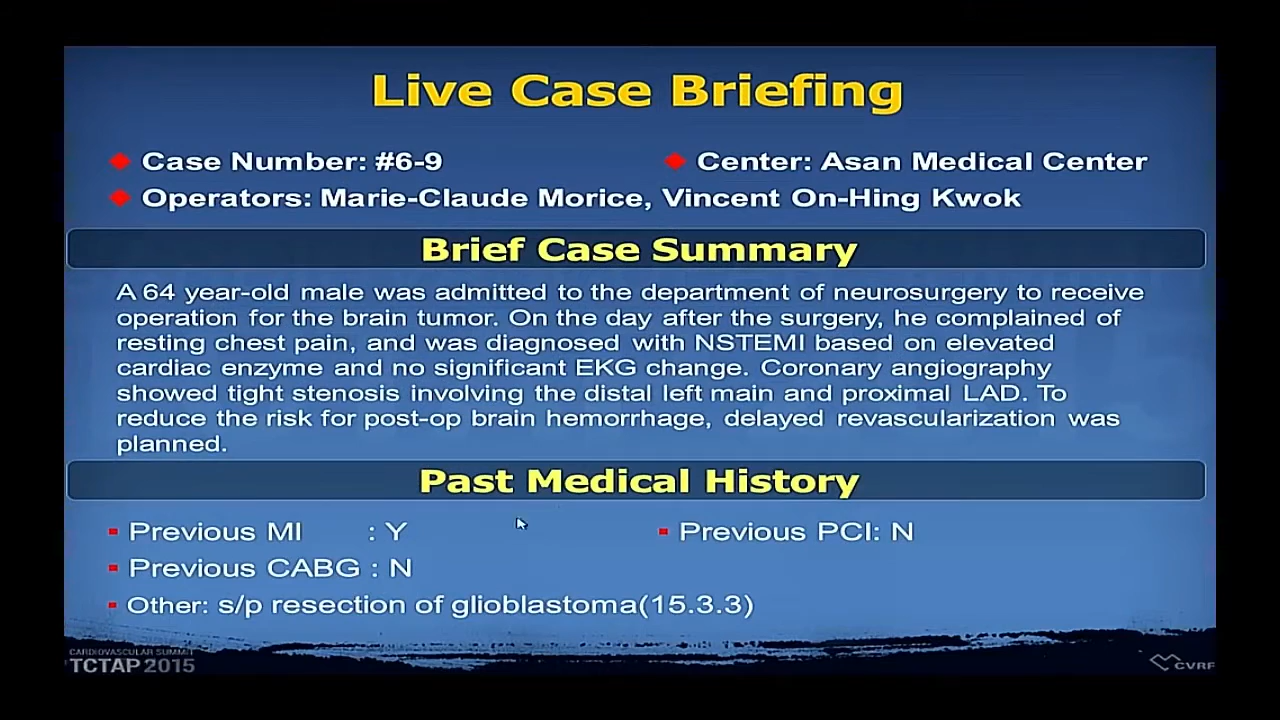 Live Case Briefing
Case Number: #6-9
Center: Asan Medical Center
Operators: Marie-Claude Morice, Vincent On-Hing Kwok
Brief Case Summary
A 64 year-old male was admitted to the department of neurosurgery to receive
operation for the brain tumor. On the day after the surgery, he complained of
resting chest pain, and was diagnosed with NSTEMI based on elevated
cardiac enzyme and no significant EKG change. Coronary angiography
showed tight stenosis involving the distal left main and proximal LAD. To
reduce the risk for post-op brain hemorrhage, delayed revascularization was
planned.
Past Medical History
Previous MI : Y
Previous PCI: N
Previous CABG : N
Other: s/p resection of glioblastoma(15.3.3)
CARDIOVASCULAR SUMMIT
TCTAP 2015
CVRF